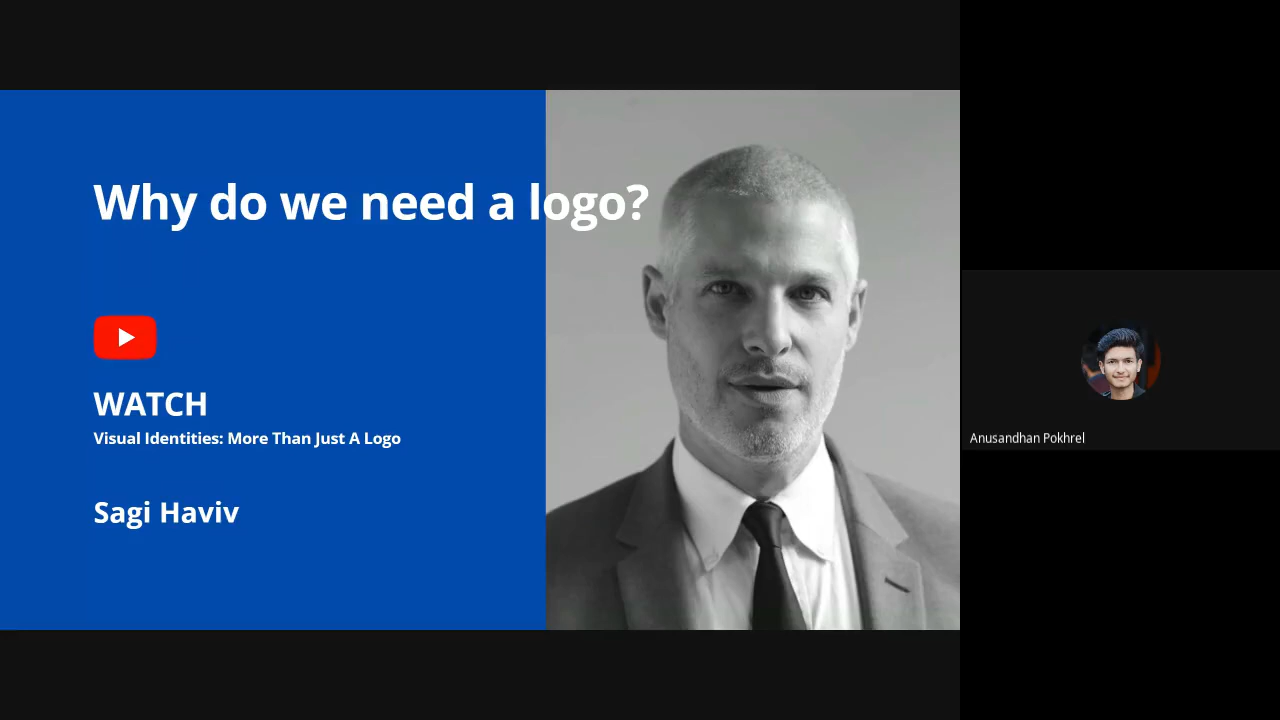 Why do we need a logo?
WATCH
Visual Identities: More Than Just A Logo
Sagi Haviv
Anusandhan Pokhrel